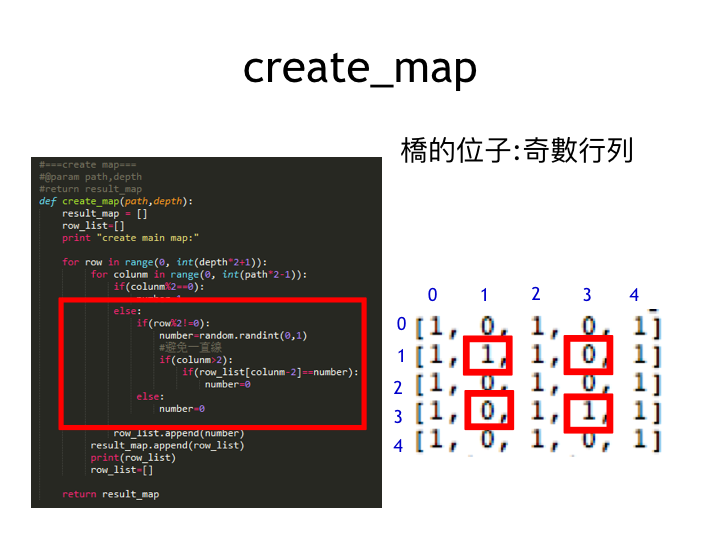 create_map
橋的位子:奇數行列
#===create map===
#@param path,depth
#return result_map
def create_map(path,depth):
result_map = []
row_list=[]
print "create main map:"
for row in range(0, int(depth*2+1)):
for colunm in range(0, int(path*2-1)):
if(colunm%2==0):
else:
if(row%2!=0):
number=random.randint(0,1)
#避免一直線
if(colunm>2):
if(row_list[colunm-2]==number):
number=0
else:
number=0
row_list.append(number)
result_map.append(row_list)
print(row_list)
row_list=[]
return result_map
0 1 2 3 4
0 [1, 0, 1, 0, 1]
1 [1, 1, 1, 0, 1]
2 [1, 0, 1, 0, 1]
3 [1, 0, 1, 1, 1]
4 [1, 0, 1, 0, 1]